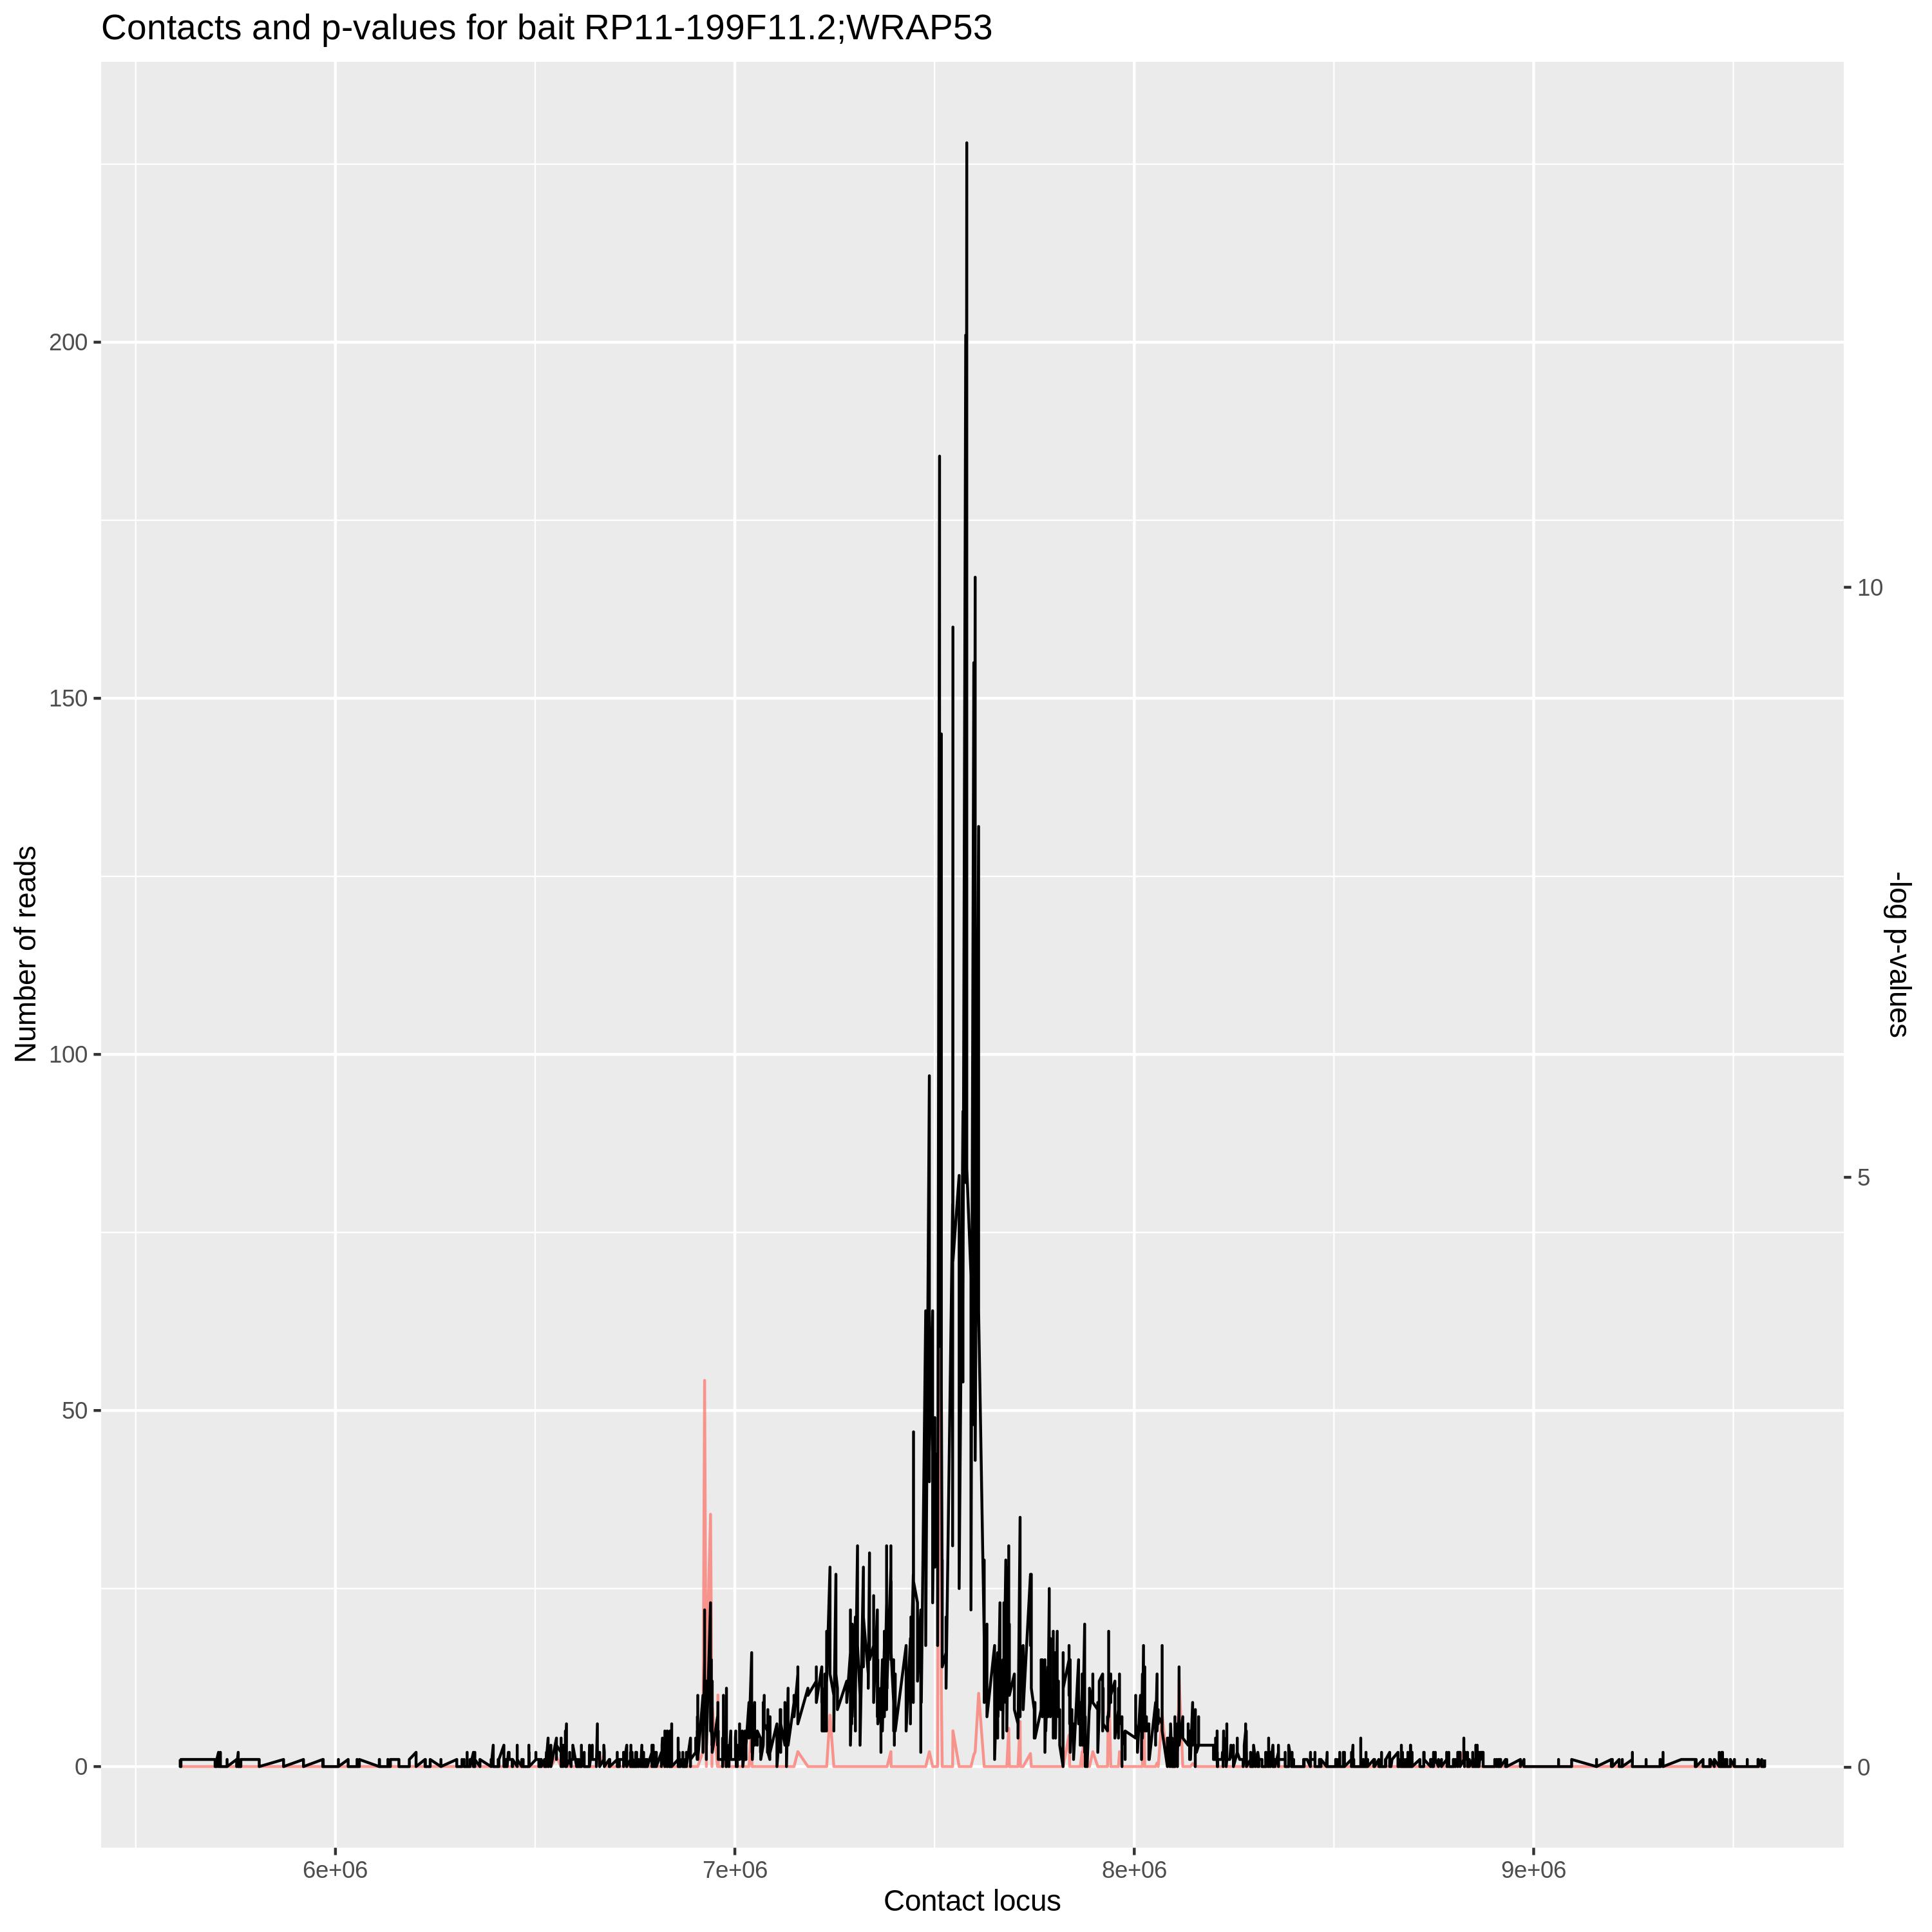 Contacts and p-values for bait RP11-199F11.2;WRAP53
Number of reads
200
150
100
50
0
10
5
0
-log p-values
6e+06
7e+06
8e+06
9e+06
Contact locus